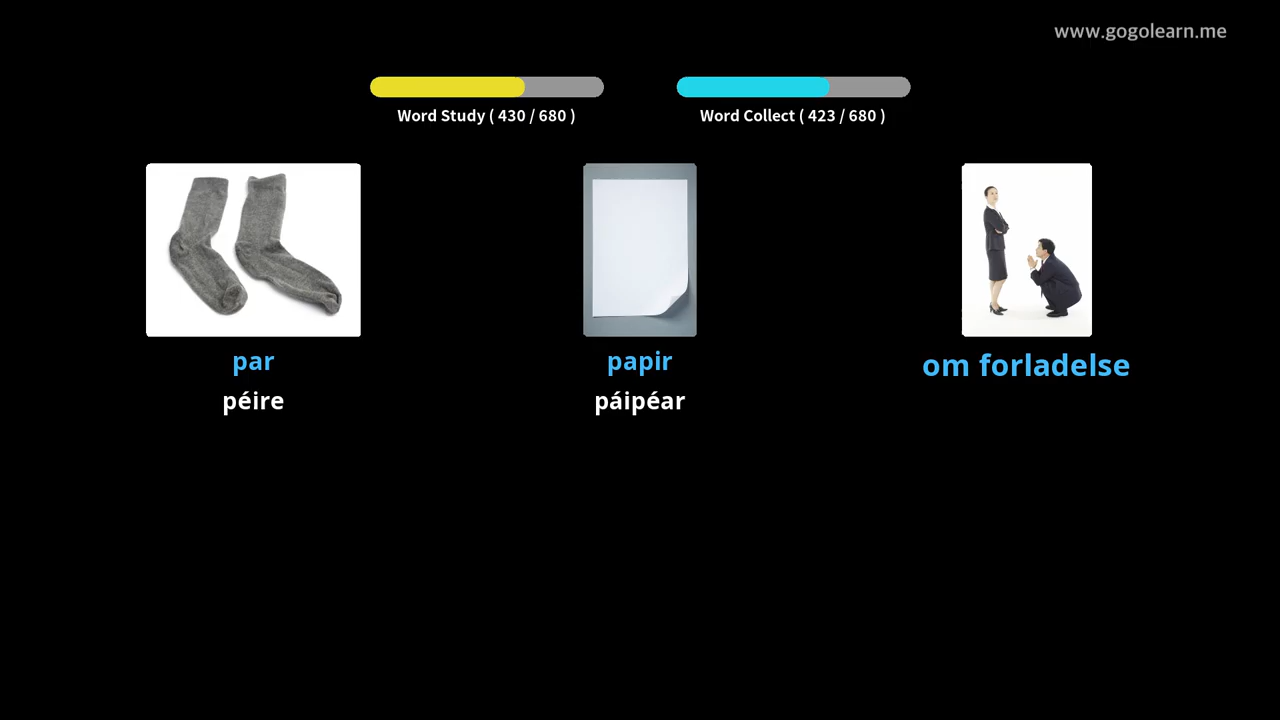 www.gogolearn.me
Word Study ( 430 / 680 )
Word Collect ( 423 / 680 )
par
péire
papir
páipéar
om forladelse